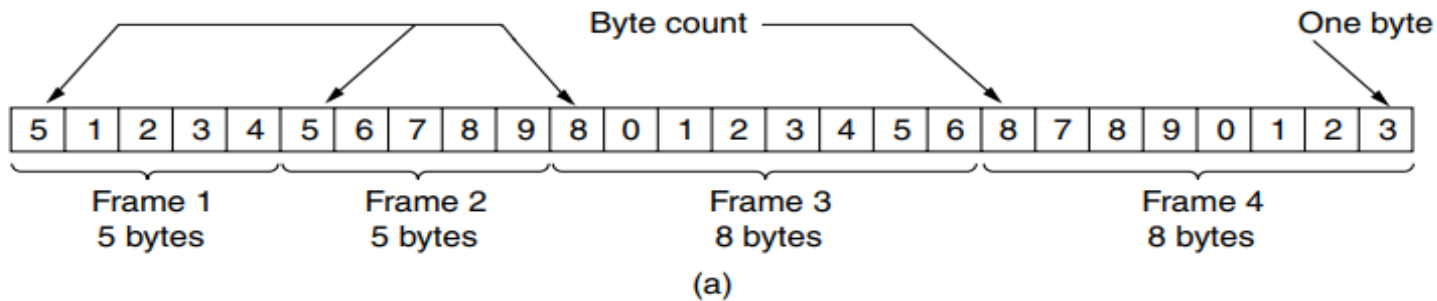 Byte count One byte
5 1 2 3 4 5 6 7 8 9 8 0 1 2 3 4 5 6 8 7 8 9 0 1 2 3
Frame 1 Frame 2 Frame 3 Frame 4
5 bytes 5 bytes 8 bytes 8 bytes
(a)